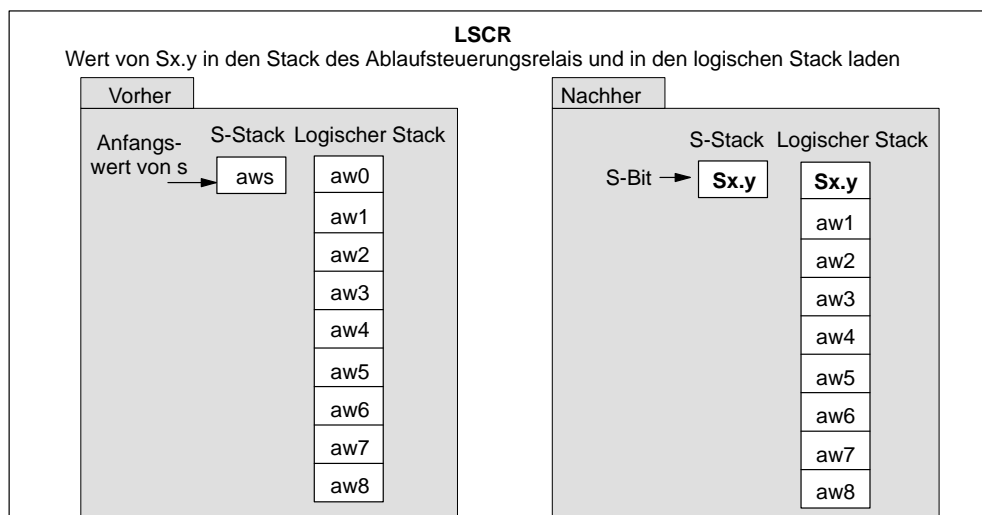 LSCR
Wert von Sx.y in den Stack des Ablaufsteuerungsrelais und in den logischen Stack laden
Vorher
Anfangs-
wert von s
S-Stack Logischer Stack
aws
aw0
aw1
aw2
aw3
aw4
aw5
aw6
aw7
aw8
Nachher
S-Stack Logischer Stack
S-Bit
Sx.y
Sx.y
aw1
aw2
aw3
aw4
aw5
aw6
aw7
aw8